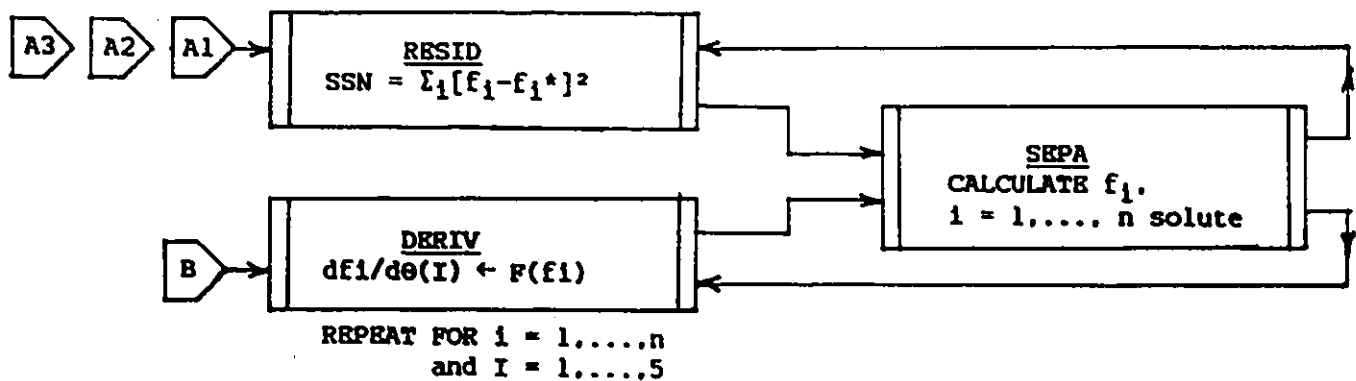 A3 A2 A1
RESID
SSN = Σi[fi-fi*]²
SEPA
CALCULATE fi.
i = 1,...., n solute
B
DERIV
dfi/dθ(I) ← F(fi)
REPEAT FOR i = 1,....,n
and I = 1,....,5